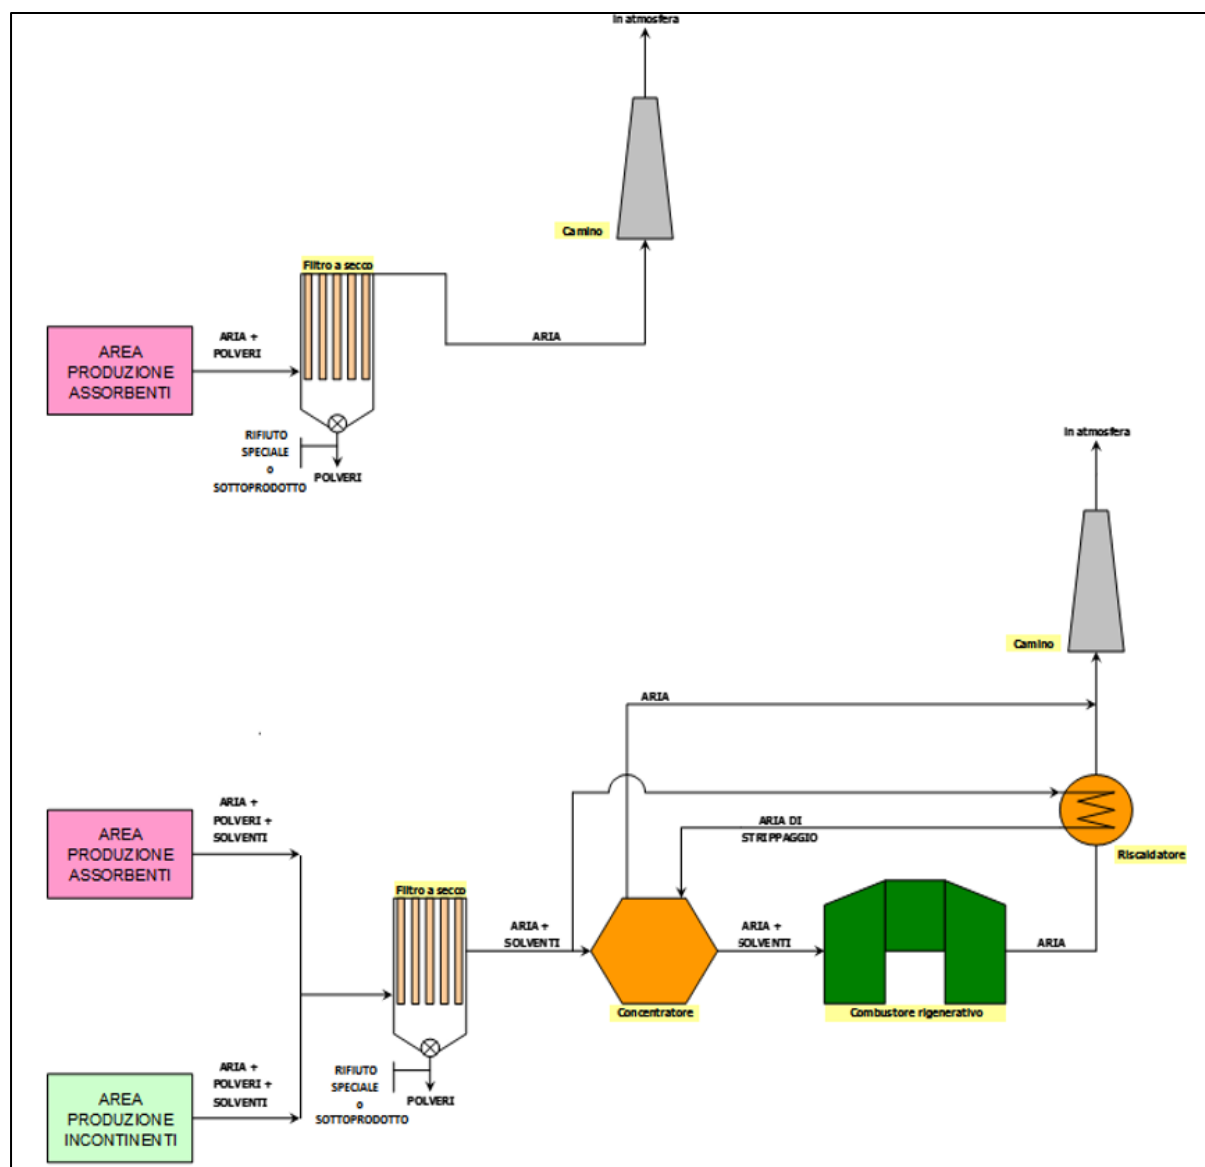 In atmosfera
Camino
Filtro a secco
ARIA +
POLVERI
AREA
PRODUZIONE
ASSORBENTI
ARIA
RIFIUTO
SPECIALE
o
SOTTOPRODOTTO
POLVERI
In atmosfera
Camino
ARIA
ARIA +
POLVERI +
SOLVENTI
AREA
PRODUZIONE
ASSORBENTI
ARIA DI
STRIPPAGGIO
Riscaldatore
Filtro a secco
ARIA +
SOLVENTI
ARIA +
SOLVENTI
ARIA
Concentratore
Combustore rigenerativo
ARIA +
POLVERI +
SOLVENTI
AREA
PRODUZIONE
INCONTINENTI
RIFIUTO
SPECIALE
o
SOTTOPRODOTTO
POLVERI